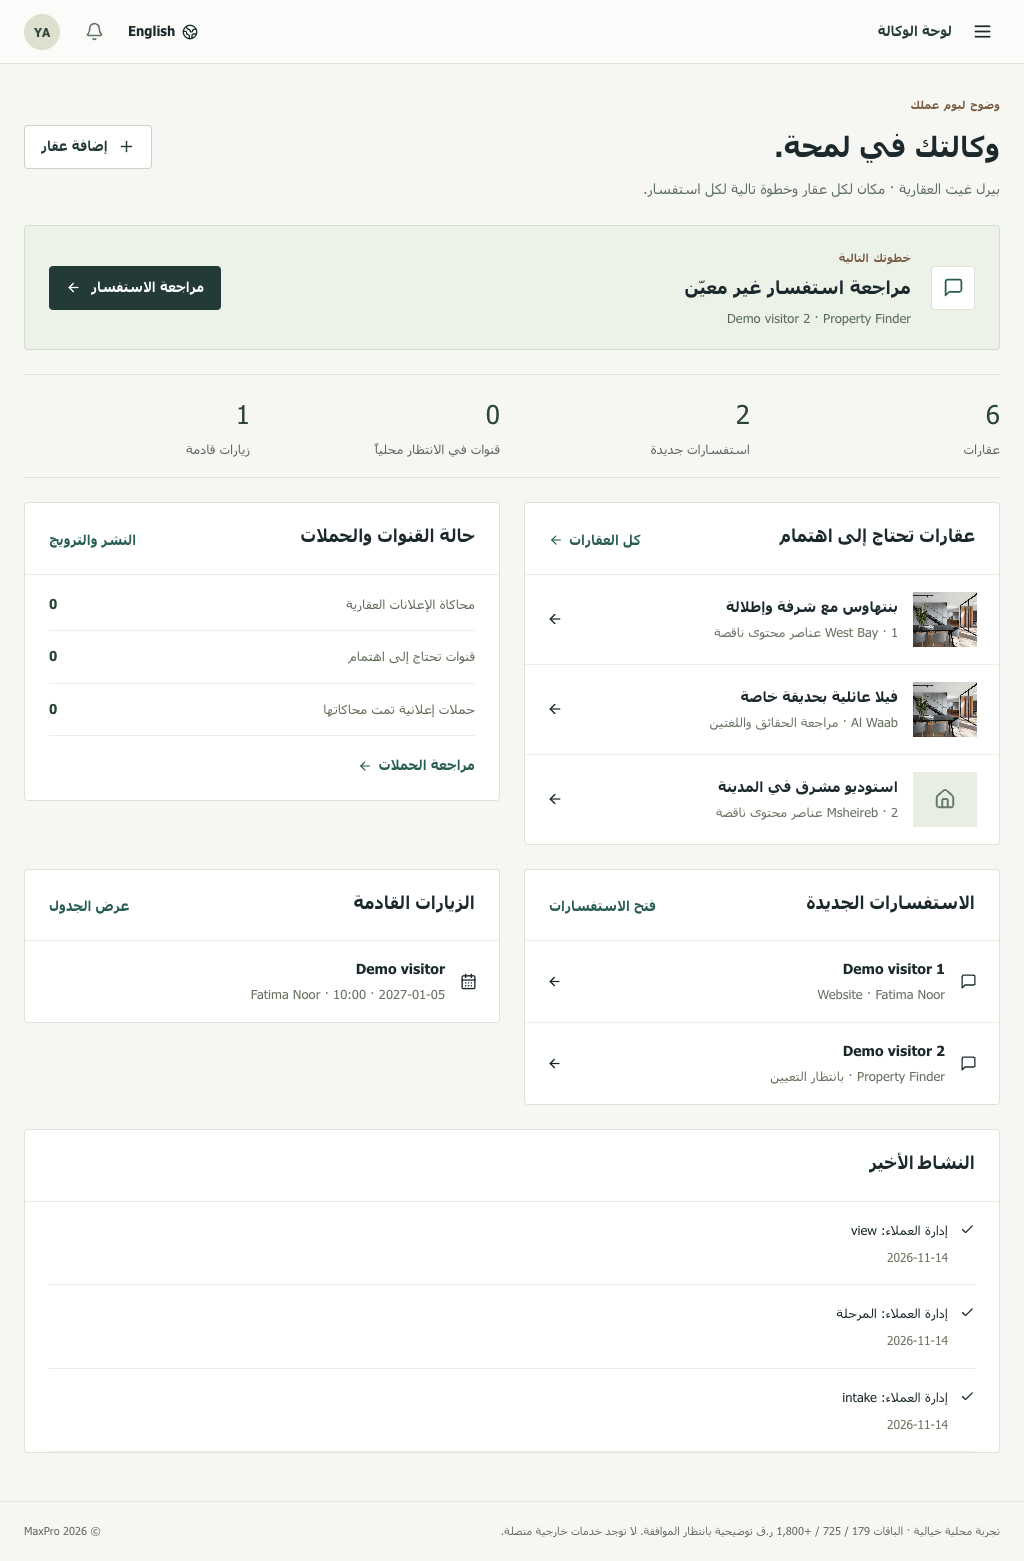 لوحة الوكالة
English
YA
وضوح ليوم عملك
وكالتك في لمحة.
بيرل غيت العقارية · مكان لكل عقار وخطوة تالية لكل استفسار.
إضافة عقار
خطوتك التالية
مراجعة استفسار غير معيّن
Demo visitor 2 · Property Finder
مراجعة الاستفسار
6
عقارات
2
استفسارات جديدة
0
قنوات في الانتظار محلياً
1
زيارات قادمة
عقارات تحتاج إلى اهتمام
كل العقارات
بنتهاوس مع شرفة وإطلالة
West Bay · 1 عناصر محتوى ناقصة
فيلا عائلية بحديقة خاصة
Al Waab · مراجعة الحقائق واللغتين
استوديو مشرق في المدينة
Msheireb · 2 عناصر محتوى ناقصة
حالة القنوات والحملات
النشر والترويج
محاكاة الإعلانات العقارية
0
قنوات تحتاج إلى اهتمام
0
حملات إعلانية تمت محاكاتها
0
مراجعة الحملات
الاستفسارات الجديدة
فتح الاستفسارات
Demo visitor 1
Website · Fatima Noor
Demo visitor 2
Property Finder · بانتظار التعيين
الزيارات القادمة
عرض الجدول
Demo visitor
Fatima Noor · 10:00 · 2027-01-05
النشاط الأخير
إدارة العملاء: view
2026-11-14
إدارة العملاء: المرحلة
2026-11-14
إدارة العملاء: intake
2026-11-14
تجربة محلية خيالية · الباقات 179 / 725 / +1,800 ر.ق توضيحية بانتظار الموافقة. لا توجد خدمات خارجية متصلة.
© 2026 MaxPro